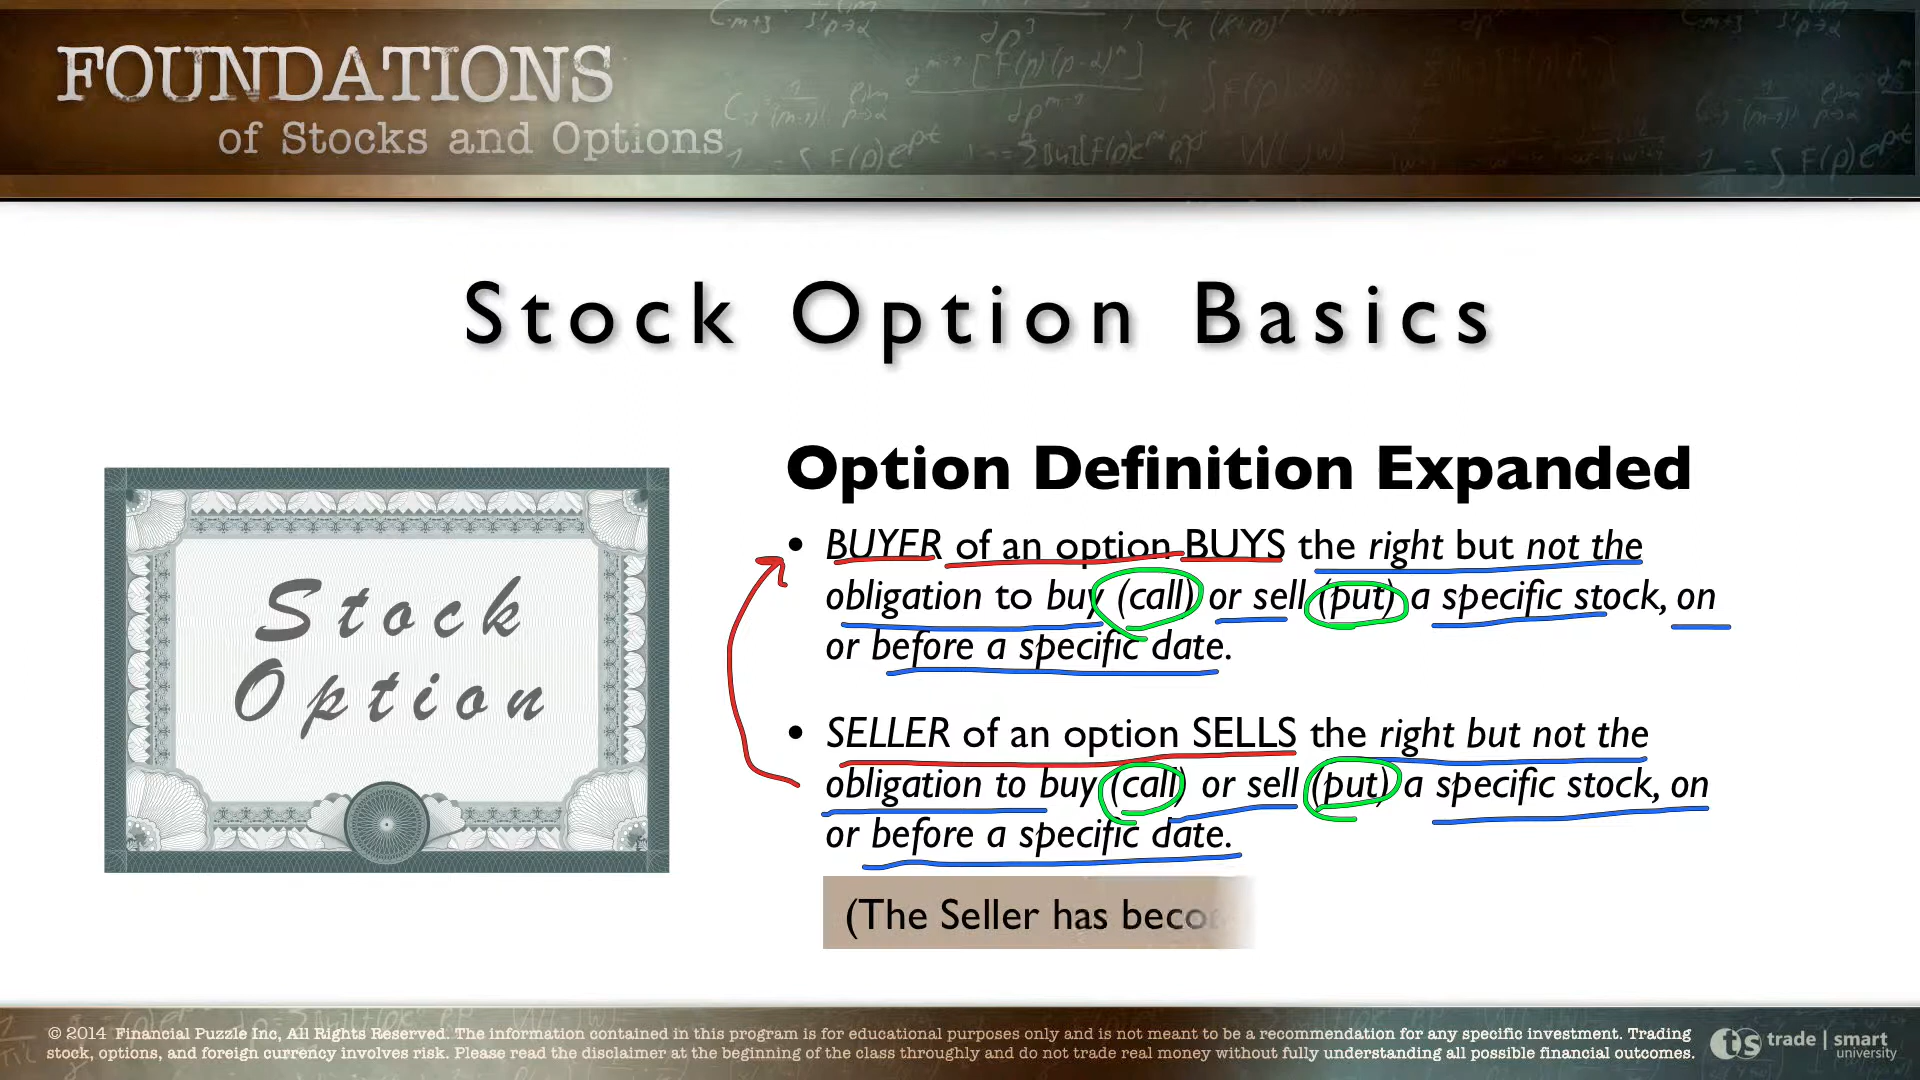 FOUNDATIONS
of Stocks and Options
Stock Option Basics
Stock
Option
Option Definition Expanded
• BUYER of an option BUYS the right but not the
obligation to buy (call) or sell (put) a specific stock, on
or before a specific date.
• SELLER of an option SELLS the right but not the
obligation to buy (call) or sell (put) a specific stock, on
or before a specific date.
(The Seller has beco
© 2014 Financial Puzzle Inc, All Rights Reserved. The information contained in this program is for educational purposes only and is not meant to be a recommendation for any specific investment. Trading
stock, options, and foreign currency involves risk. Please read the disclaimer at the beginning of the class throughly and do not trade real money without fully understanding all possible financial outcomes.
ts trade | smart
university